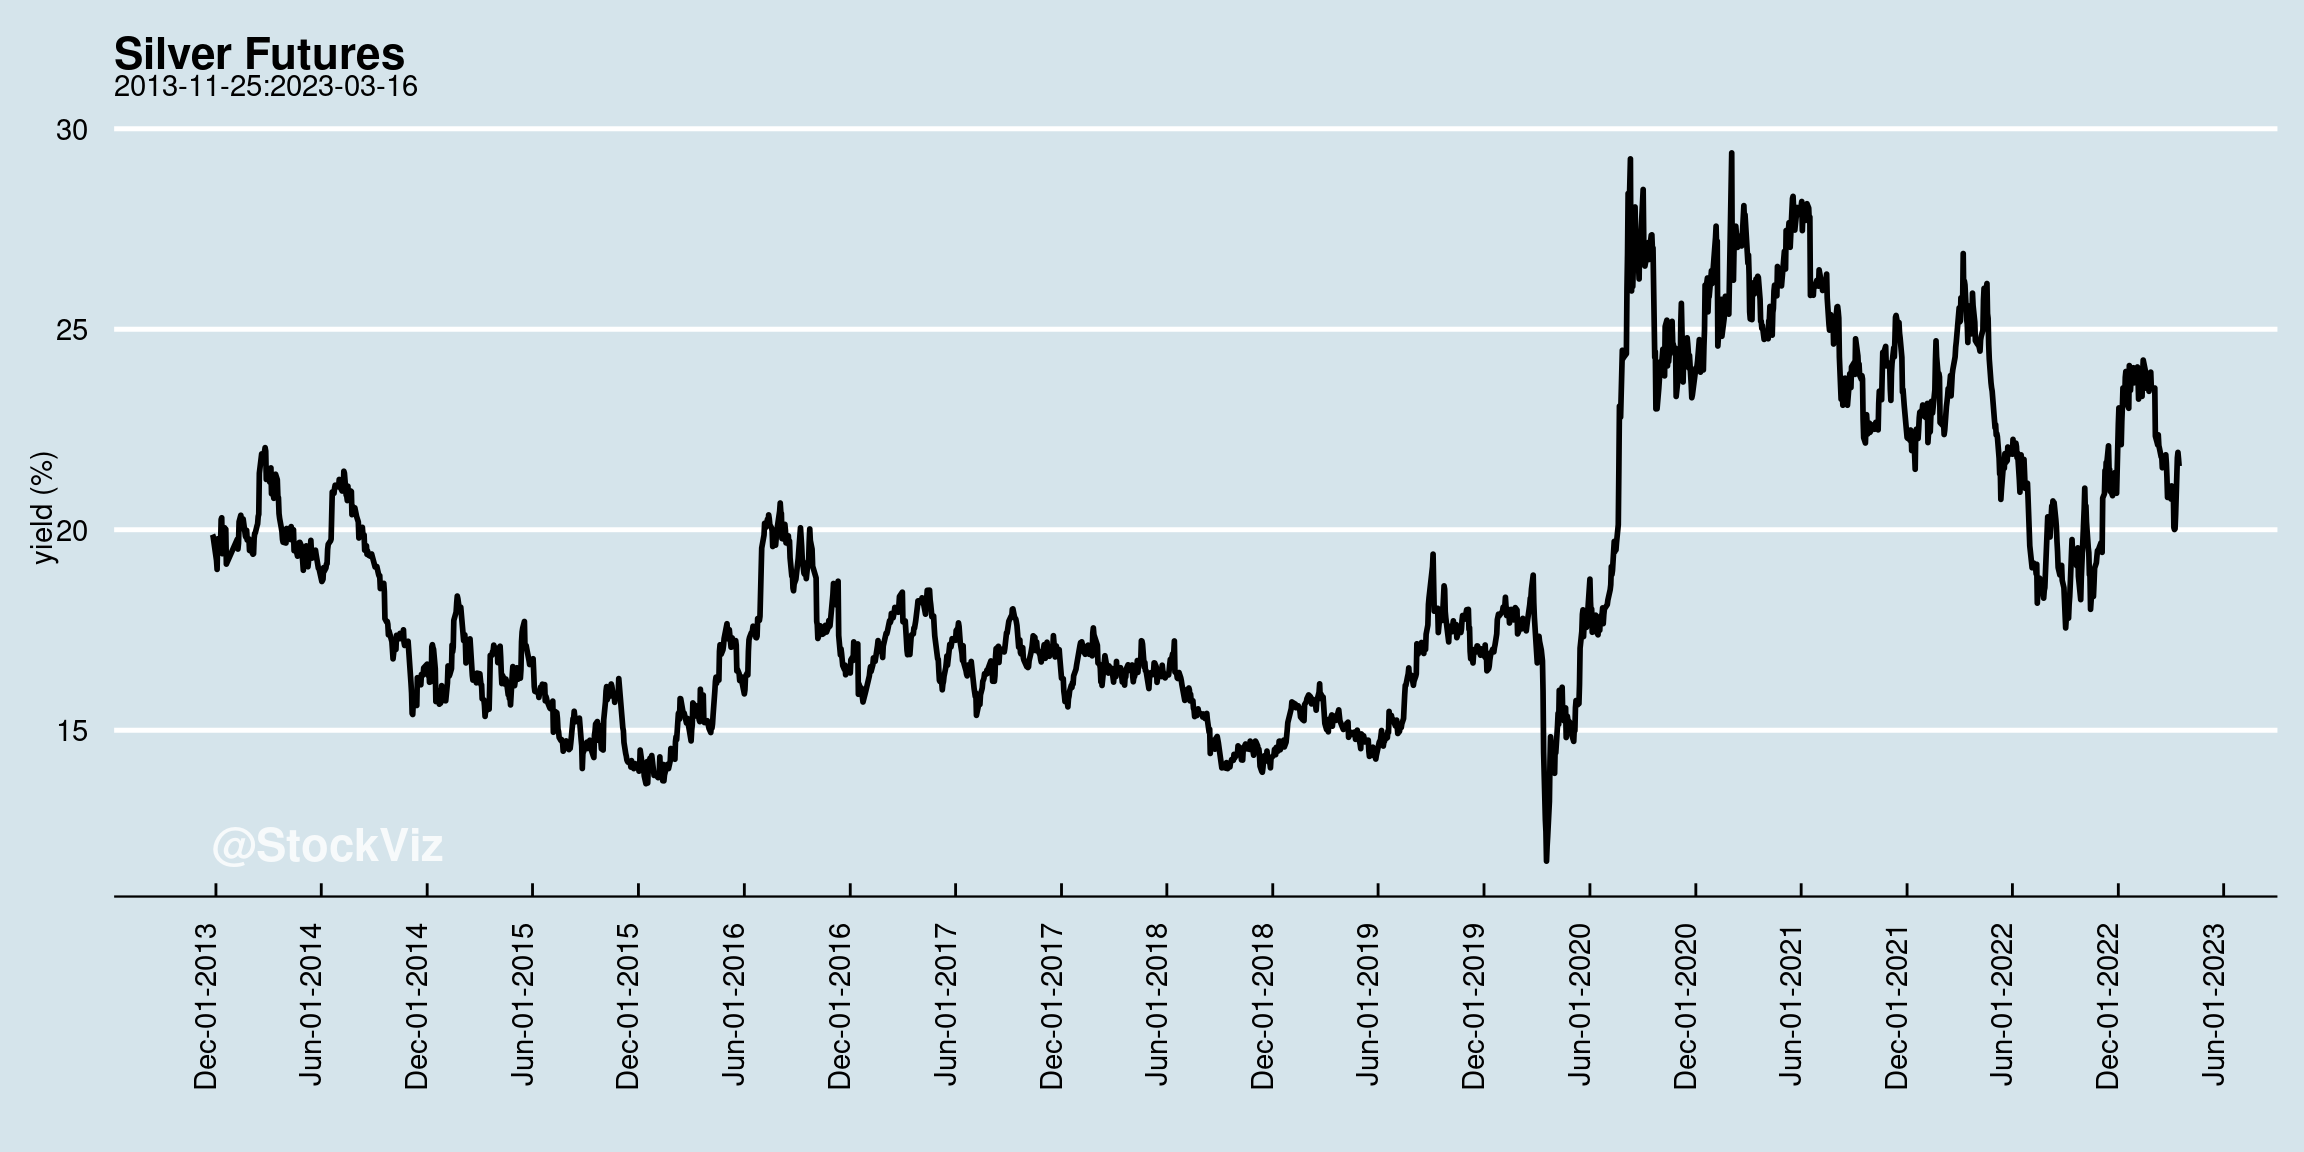 Silver Futures
2013-11-25:2023-03-16
yield (%)
30
25
20
15
@StockViz
Dec-01-2013
Jun-01-2014
Dec-01-2014
Jun-01-2015
Dec-01-2015
Jun-01-2016
Dec-01-2016
Jun-01-2017
Dec-01-2017
Jun-01-2018
Dec-01-2018
Jun-01-2019
Dec-01-2019
Jun-01-2020
Dec-01-2020
Jun-01-2021
Dec-01-2021
Jun-01-2022
Dec-01-2022
Jun-01-2023